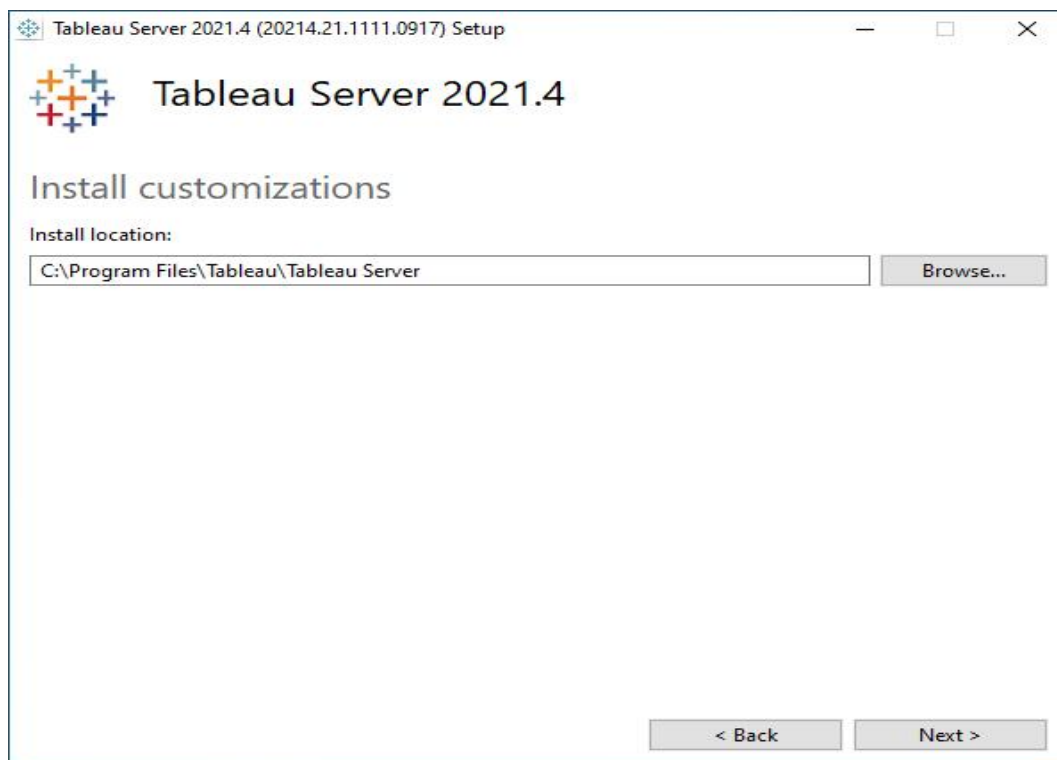 Tableau Server 2021.4 (20214.21.1111.0917) Setup
Tableau Server 2021.4
Install customizations
Install location:
C:\Program Files\Tableau\Tableau Server
Browse...
< Back
Next >